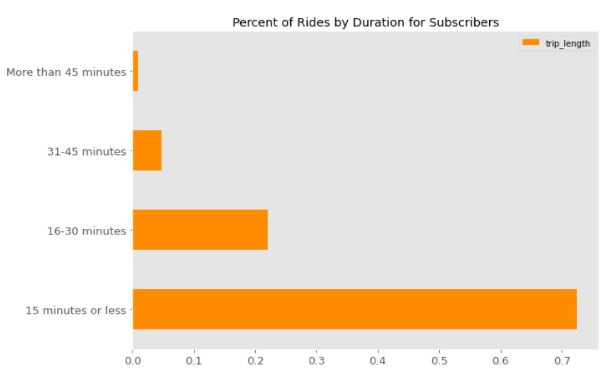 Percent of Rides by Duration for Subscribers
trip_length
More than 45 minutes
31-45 minutes
16-30 minutes
15 minutes or less
0.0 0.1 0.2 0.3 0.4 0.5 0.6 0.7